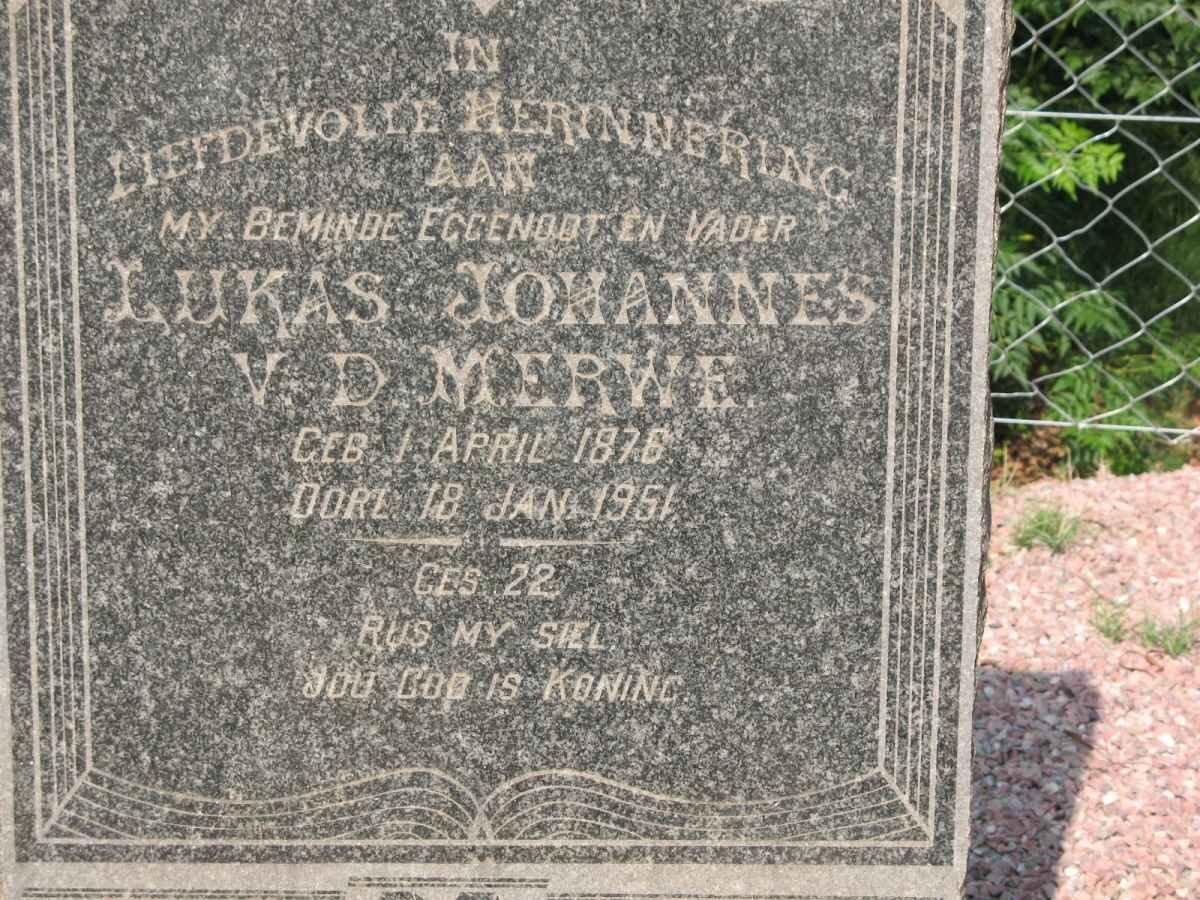 IN
LIEFDEVOLLE HERINNERING
AAN
MY BEMINDE EGGENOOT EN VADER
LUKAS JOHANNES
V. D. MERWE.
GEB. 1 APRIL 1876
OORL. 18 JAN. 1951.
GES. 22
RUS MY SIEL.
JOU GOD IS KONING.